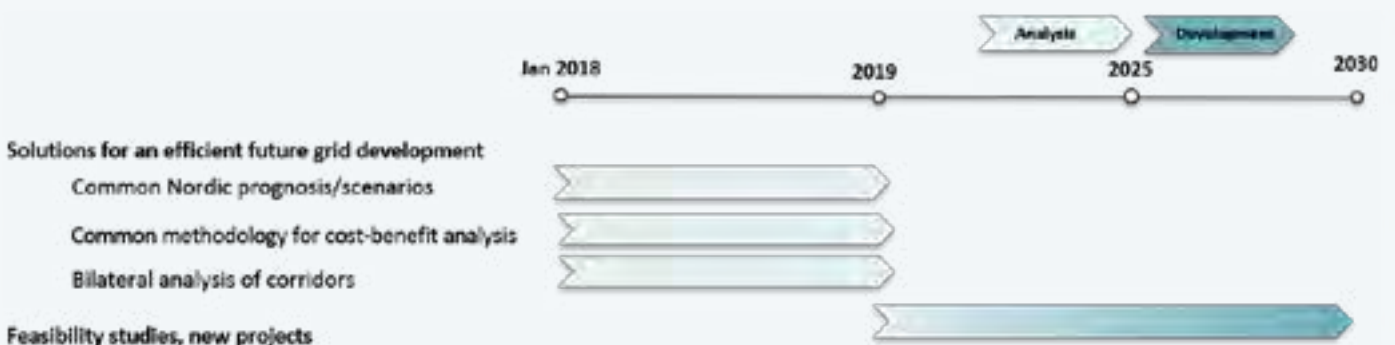 Analysis Development
Jan 2018 2019 2025 2030
Solutions for an efficient future grid development
Common Nordic prognosis/scenarios
Common methodology for cost-benefit analysis
Bilateral analysis of corridors
Feasibility studies, new projects